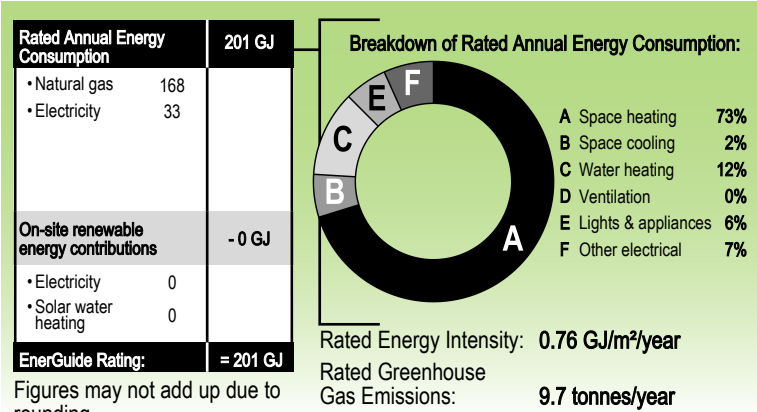 Rated Annual Energy
Consumption
201 GJ
• Natural gas 168
• Electricity 33
On-site renewable
energy contributions
- 0 GJ
• Electricity 0
• Solar water
heating 0
EnerGuide Rating: = 201 GJ
Figures may not add up due to
rounding
Breakdown of Rated Annual Energy Consumption:
A
B
C
E
F
A Space heating 73%
B Space cooling 2%
C Water heating 12%
D Ventilation 0%
E Lights & appliances 6%
F Other electrical 7%
Rated Energy Intensity: 0.76 GJ/m²/year
Rated Greenhouse
Gas Emissions: 9.7 tonnes/year